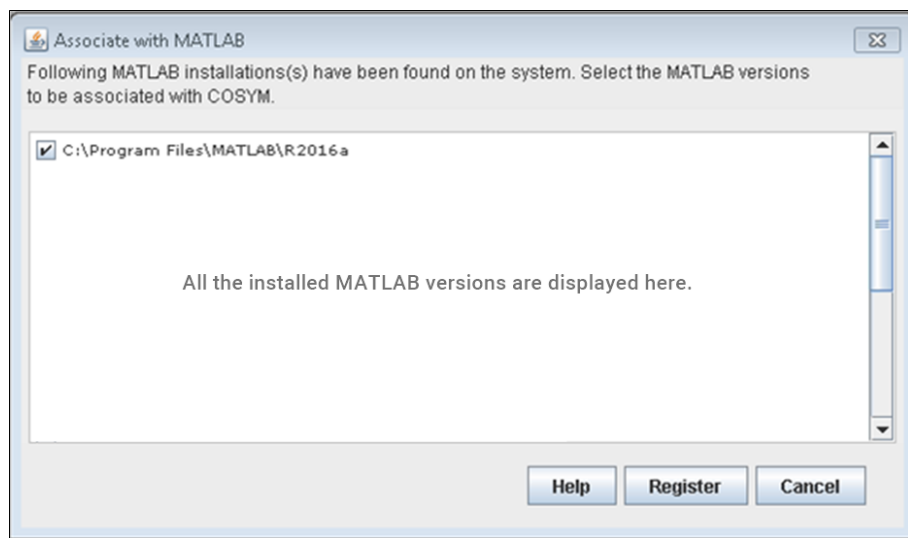 Associate with MATLAB
Following MATLAB installations(s) have been found on the system. Select the MATLAB versions
to be associated with COSYM.
C:\Program Files\MATLAB\R2016a
All the installed MATLAB versions are displayed here.
Help Register Cancel